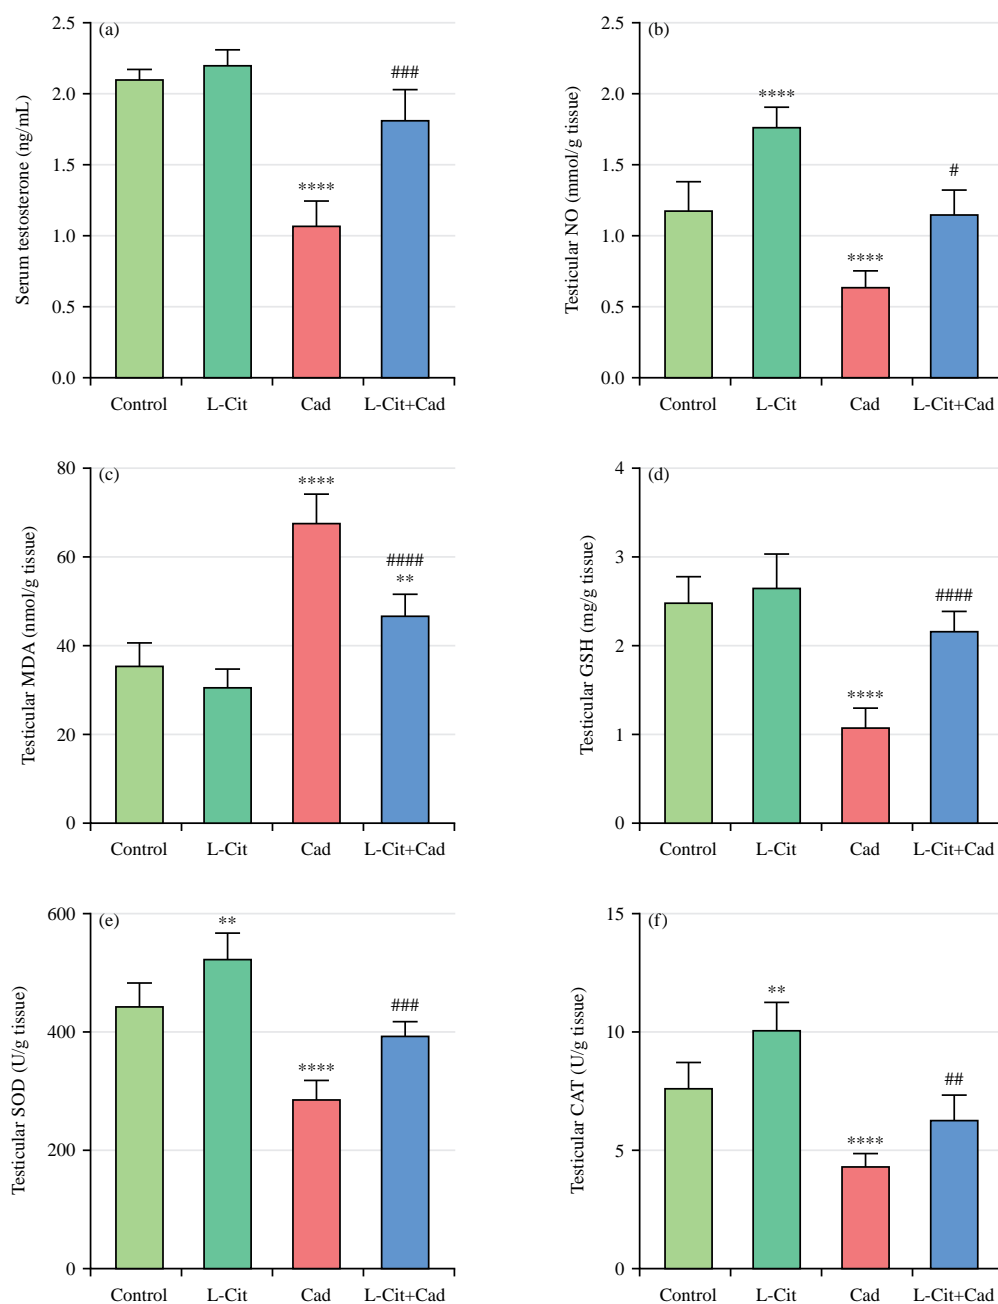 (a)
Serum testosterone (ng/mL)
2.5
2.0
1.5
1.0
0.5
0.0
****
###
Control
L-Cit
Cad
L-Cit+Cad
(b)
Testicular NO (mmol/g tissue)
2.5
2.0
1.5
1.0
0.5
0.0
****
****
#
Control
L-Cit
Cad
L-Cit+Cad
(c)
Testicular MDA (nmol/g tissue)
80
60
40
20
0
****
####
**
Control
L-Cit
Cad
L-Cit+Cad
(d)
Testicular GSH (mg/g tissue)
4
3
2
1
0
****
####
Control
L-Cit
Cad
L-Cit+Cad
(e)
Testicular SOD (U/g tissue)
600
400
200
0
**
****
###
Control
L-Cit
Cad
L-Cit+Cad
(f)
Testicular CAT (U/g tissue)
15
10
5
0
**
****
##
Control
L-Cit
Cad
L-Cit+Cad